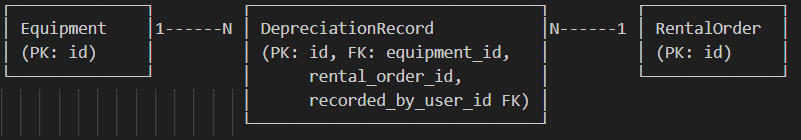 Equipment 1------N DepreciationRecord N------1 RentalOrder
(PK: id) (PK: id, FK: equipment_id, (PK: id)
rental_order_id,
recorded_by_user_id FK)